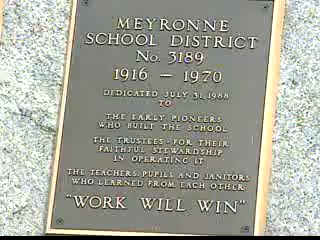 MEYRONNE
SCHOOL DISTRICT
No. 3189
1916 — 1970
DEDICATED JULY 31, 1988
TO
THE EARLY PIONEERS
WHO BUILT THE SCHOOL
THE TRUSTEES - FOR THEIR
FAITHFUL STEWARDSHIP
IN OPERATING IT
THE TEACHERS, PUPILS AND JANITORS
WHO LEARNED FROM EACH OTHER
"WORK WILL WIN"